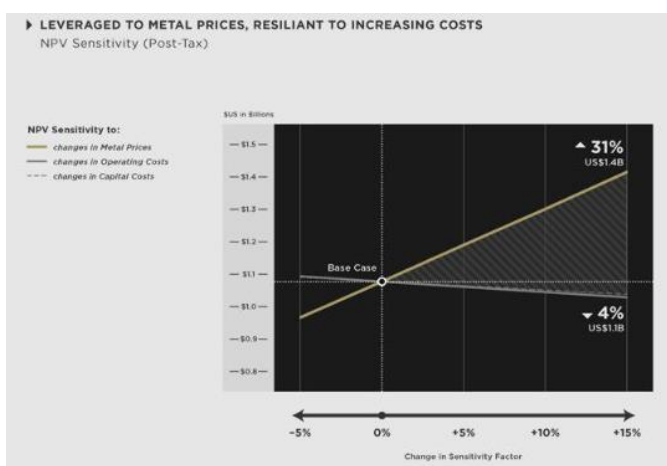 LEVERAGED TO METAL PRICES, RESILIANT TO INCREASING COSTS
NPV Sensitivity (Post-Tax)
$US in Billions
NPV Sensitivity to:
changes in Metal Prices
changes in Operating Costs
changes in Capital Costs
$1.5
$1.4
$1.3
$1.2
$1.1
$1.0
$0.9
$0.8
31%
US$1.4B
Base Case
4%
US$1.1B
-5% 0% +5% +10% +15%
Change in Sensitivity Factor